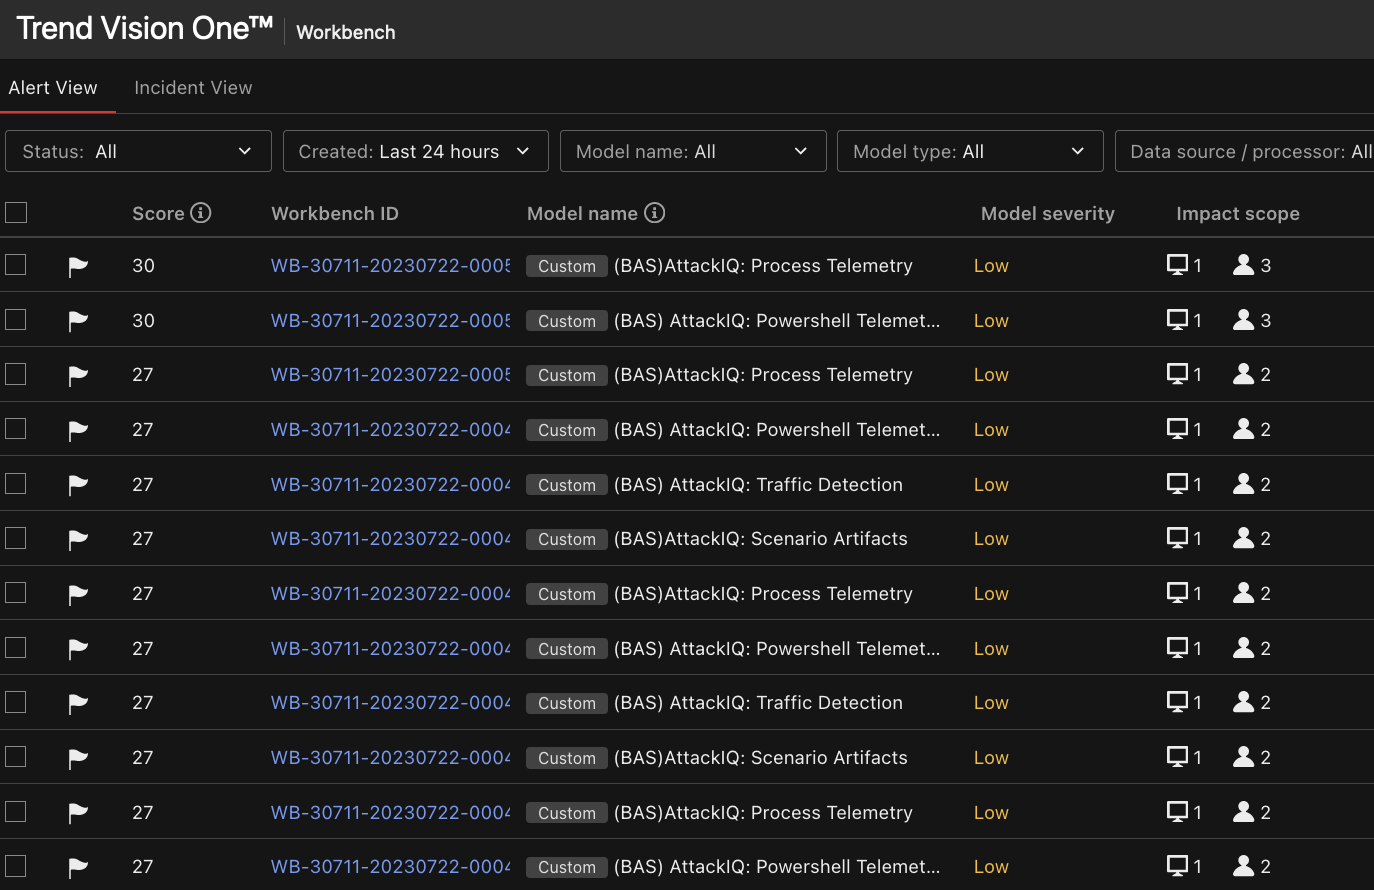 Trend Vision One™ Workbench
Alert View Incident View
Status: All Created: Last 24 hours Model name: All Model type: All Data source / processor: All
Score Workbench ID Model name Model severity Impact scope
30 WB-30711-20230722-0005 Custom (BAS)AttackIQ: Process Telemetry Low 1 3
30 WB-30711-20230722-0005 Custom (BAS) AttackIQ: Powershell Telemet... Low 1 3
27 WB-30711-20230722-0005 Custom (BAS)AttackIQ: Process Telemetry Low 1 2
27 WB-30711-20230722-0004 Custom (BAS) AttackIQ: Powershell Telemet... Low 1 2
27 WB-30711-20230722-0004 Custom (BAS) AttackIQ: Traffic Detection Low 1 2
27 WB-30711-20230722-0004 Custom (BAS)AttackIQ: Scenario Artifacts Low 1 2
27 WB-30711-20230722-0004 Custom (BAS)AttackIQ: Process Telemetry Low 1 2
27 WB-30711-20230722-0004 Custom (BAS) AttackIQ: Powershell Telemet... Low 1 2
27 WB-30711-20230722-0004 Custom (BAS) AttackIQ: Traffic Detection Low 1 2
27 WB-30711-20230722-0004 Custom (BAS)AttackIQ: Scenario Artifacts Low 1 2
27 WB-30711-20230722-0004 Custom (BAS)AttackIQ: Process Telemetry Low 1 2
27 WB-30711-20230722-0004 Custom (BAS) AttackIQ: Powershell Telemet... Low 1 2